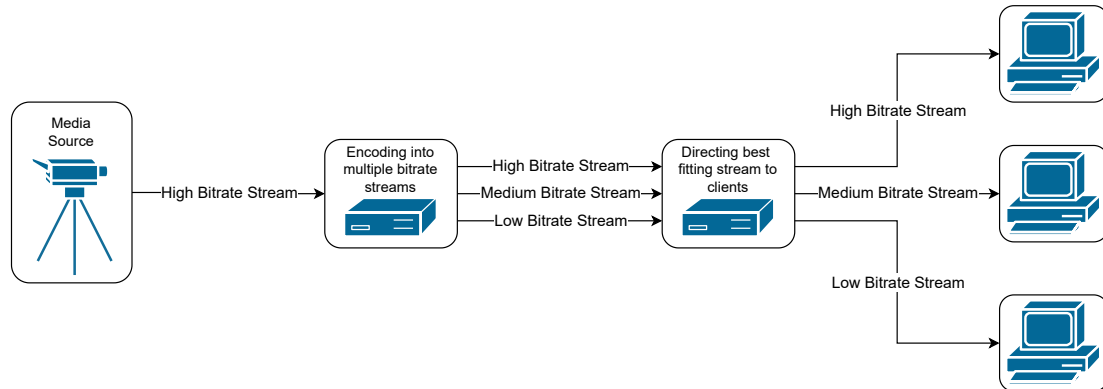 Media
Source
High Bitrate Stream
Encoding into
multiple bitrate
streams
High Bitrate Stream
Medium Bitrate Stream
Low Bitrate Stream
Directing best
fitting stream to
clients
High Bitrate Stream
Medium Bitrate Stream
Low Bitrate Stream